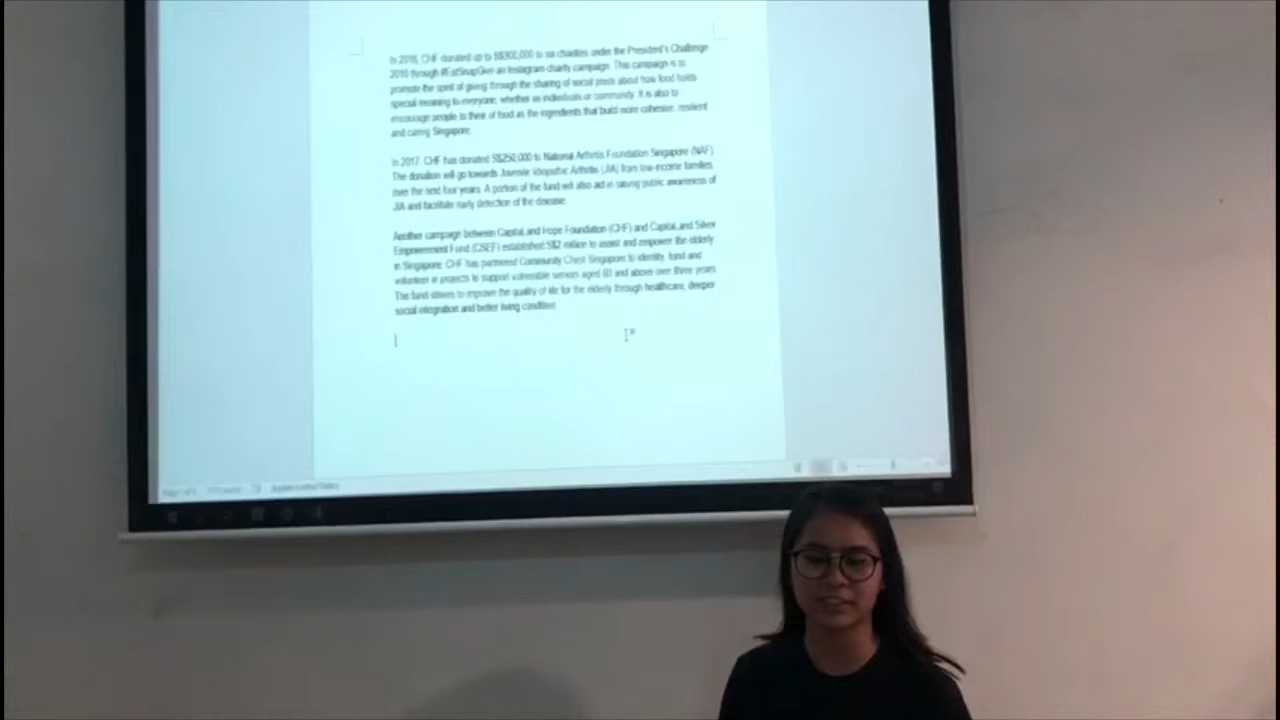 In 2016, CHF donated up to S$300,000 to six charities under the President's Challenge
2016 through #EatSnapGive an Instagram charity campaign. This campaign is to
promote the spirit of giving through the sharing of social posts about how food holds
special meaning to everyone, whether as individuals or community. It is also to
encourage people to think of food as the ingredients that build more cohesive, resilient
and caring Singapore.
In 2017, CHF has donated S$250,000 to National Arthritis Foundation Singapore (NAF)
The donation will go towards Juvenile Idiopathic Arthritis (JIA) from low-income families
over the next four years. A portion of the fund will also aid in raising public awareness of
JIA and facilitate early detection of the disease.
Another campaign between CapitaLand Hope Foundation (CHF) and CapitaLand Silver
Empowerment Fund (CSEF) established S$2 million to assist and empower the elderly
in Singapore. CHF has partnered Community Chest Singapore to identity, fund and
volunteer in projects to support vulnerable seniors aged 60 and above over three years
The fund strives to improve the quality of life for the elderly through healthcare, deeper
social integration and better living condition.